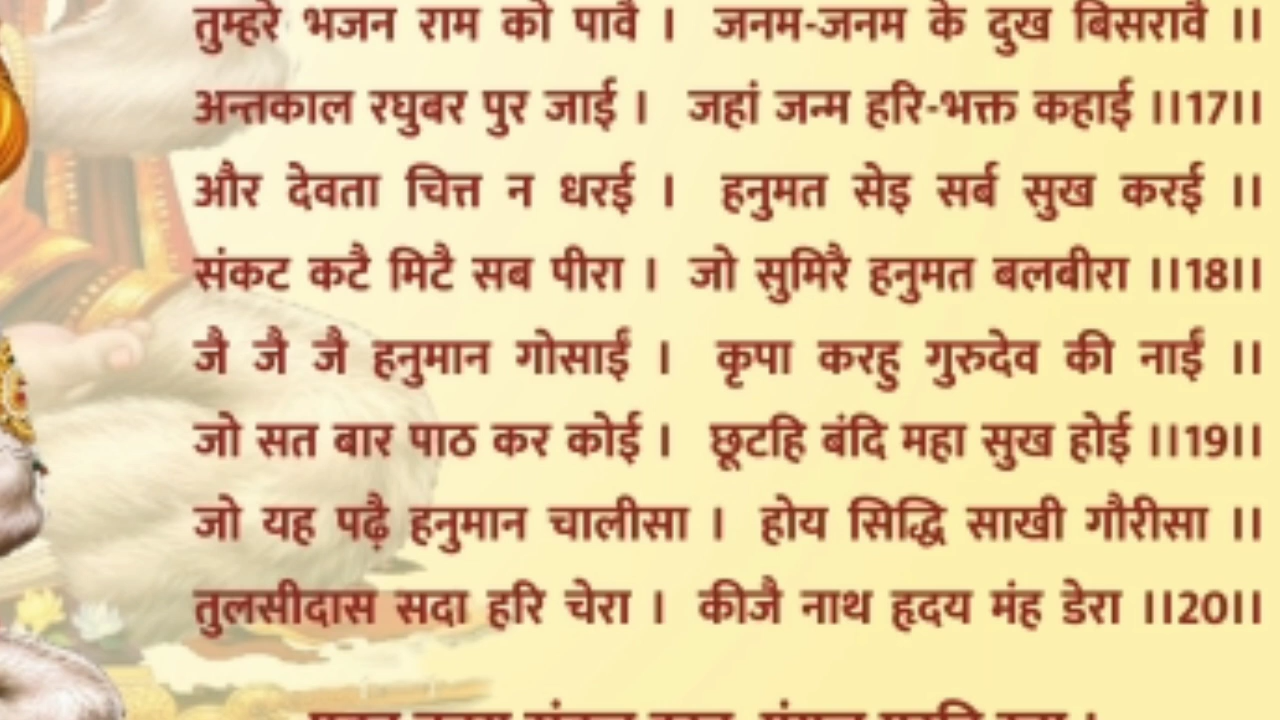 तुम्हरे भजन राम को पावै । जनम-जनम के दुख बिसरावै ।।
अन्तकाल रघुबर पुर जाई । जहां जन्म हरि-भक्त कहाई ।।17।।
और देवता चित्त न धरई । हनुमत सेइ सर्ब सुख करई ।।
संकट कटै मिटै सब पीरा । जो सुमिरै हनुमत बलबीरा ।।18।।
जै जै जै हनुमान गोसाईं । कृपा करहु गुरुदेव की नाईं ।।
जो सत बार पाठ कर कोई । छूटहि बंदि महा सुख होई ।।19।।
जो यह पढ़ै हनुमान चालीसा । होय सिद्धि साखी गौरीसा ।।
तुलसीदास सदा हरि चेरा । कीजै नाथ हृदय मंह डेरा ।।20।।